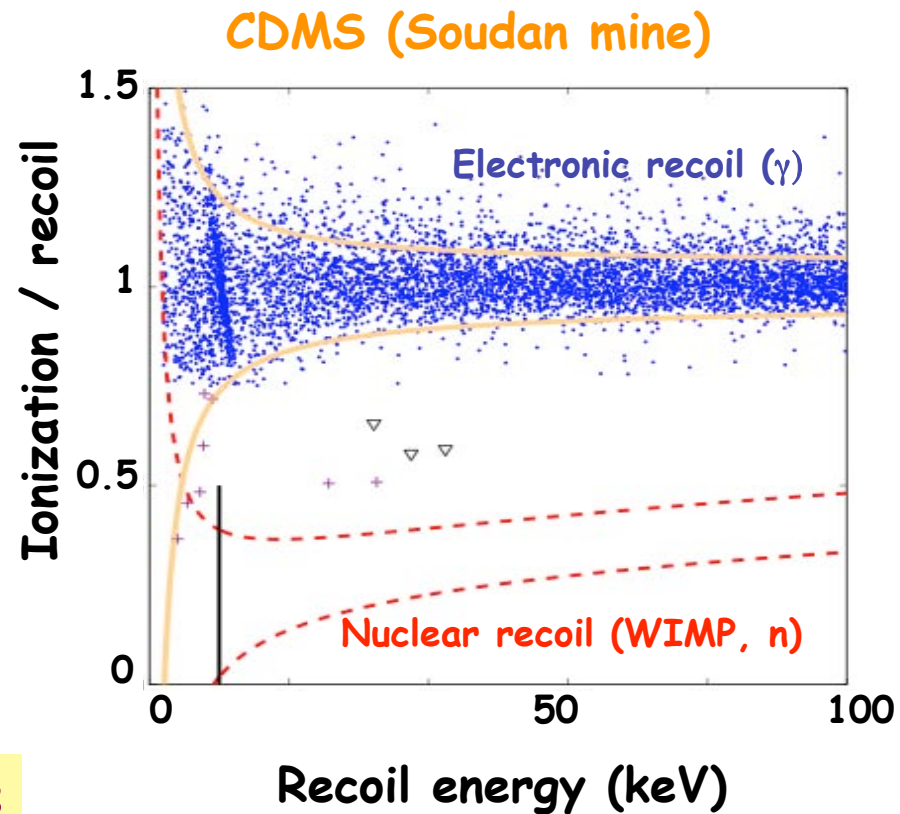 CDMS (Soudan mine)
1.5
1
0.5
0
Ionization / recoil
Electronic recoil (γ)
Nuclear recoil (WIMP, n)
0
50
100
Recoil energy (keV)